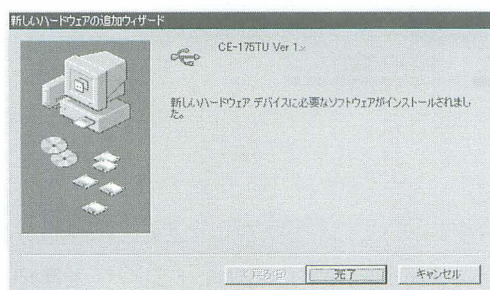 新しいハードウェアの追加ウィザード
CE-175TU Ver 1.x
新しいハードウェア デバイスに必要なソフトウェアがインストールされまし
た。
< 戻る(B)
完了
キャンセル